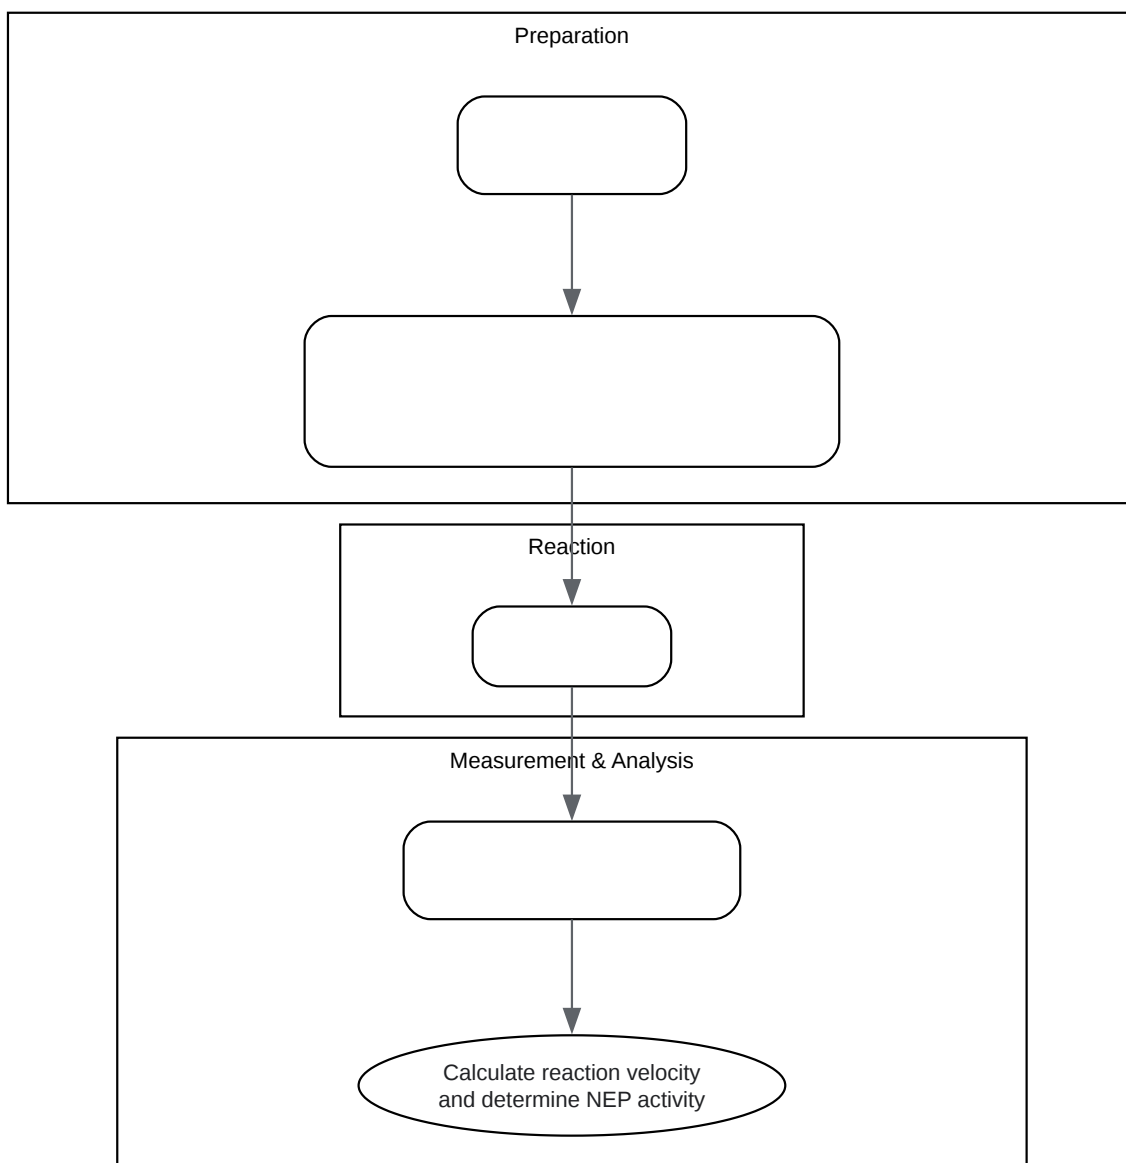 Preparation
Reaction
Measurement & Analysis
Calculate reaction velocity
and determine NEP activity